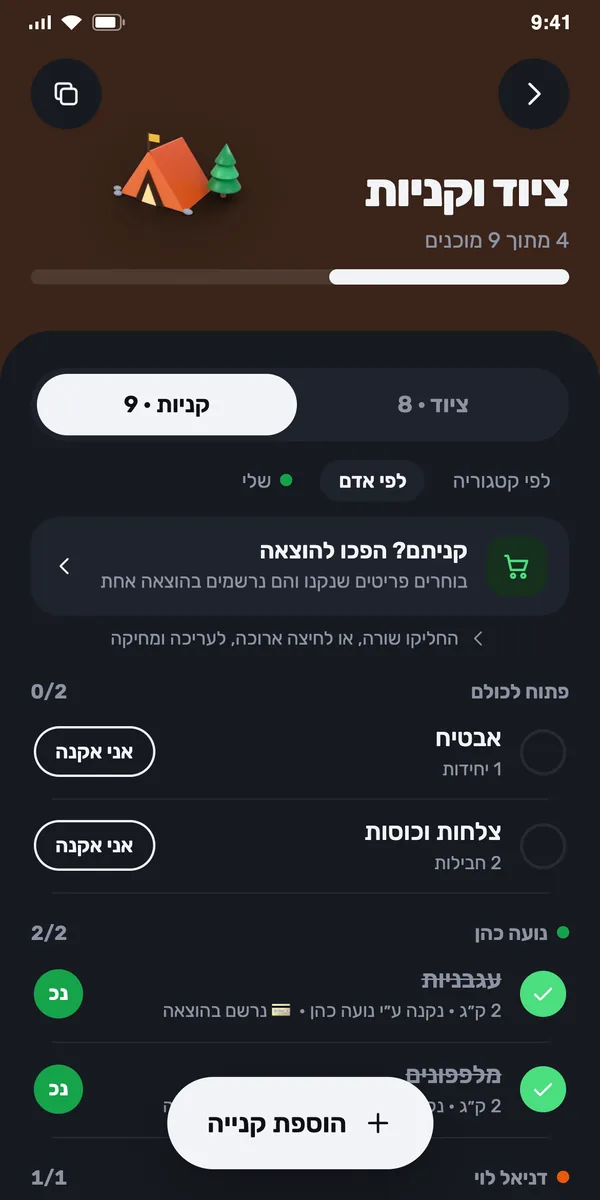 9:41
ציוד וקניות
4 מתוך 9 מוכנים
ציוד • 8
קניות • 9
לפי קטגוריה
לפי אדם
שלי
קניתם? הפכו להוצאה
בוחרים פריטים שנקנו והם נרשמים בהוצאה אחת
החליקו שורה, או לחיצה ארוכה, לעריכה ומחיקה
פתוח לכולם
0/2
אבטיח
1 יחידות
אני אקנה
צלחות וכוסות
2 חבילות
אני אקנה
נועה כהן
2/2
עגבניות
2 ק״ג • נקנה ע״י נועה כהן • 💳 נרשם בהוצאה
נכ
מלפפונים
2 ק״ג •
נכ
+ הוספת קנייה
דניאל לוי
1/1